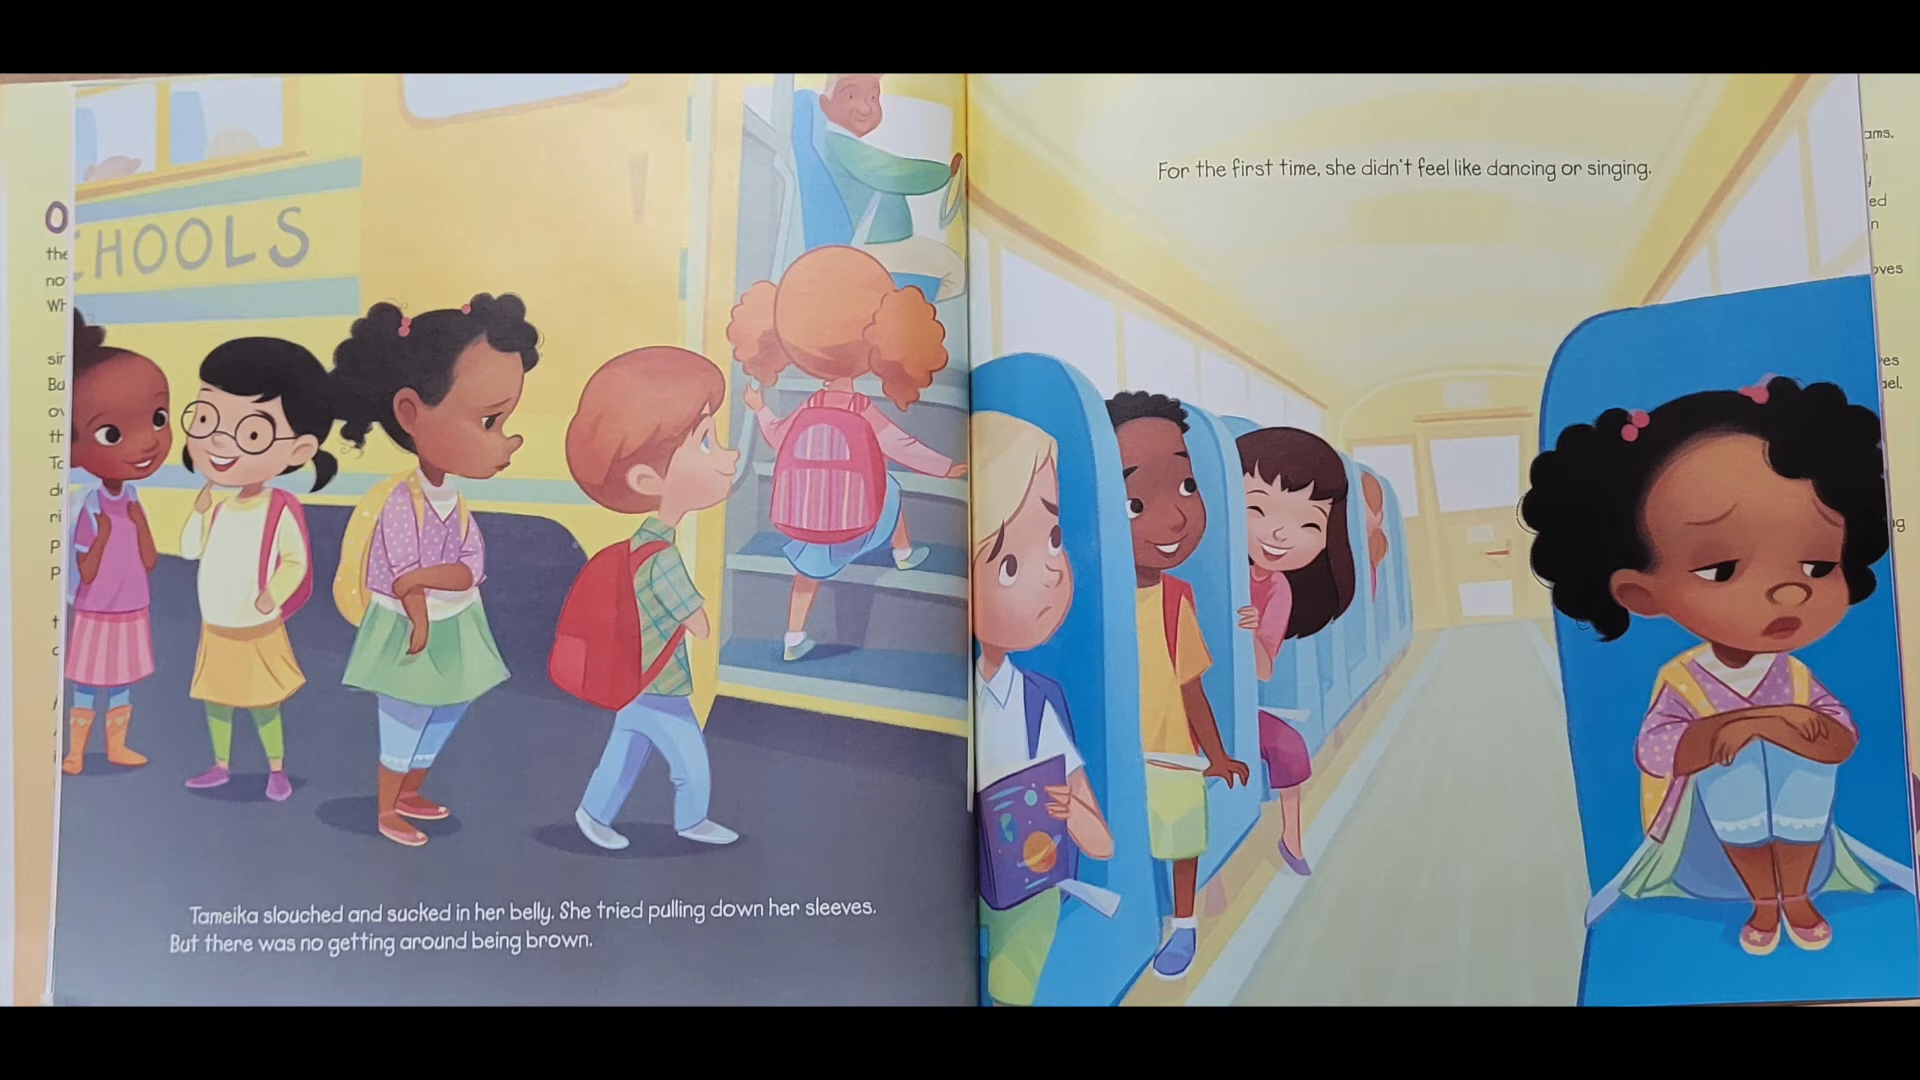 CHOOLS
Tameika slouched and sucked in her belly. She tried pulling down her sleeves.
But there was no getting around being brown.
For the first time, she didn't feel like dancing or singing.